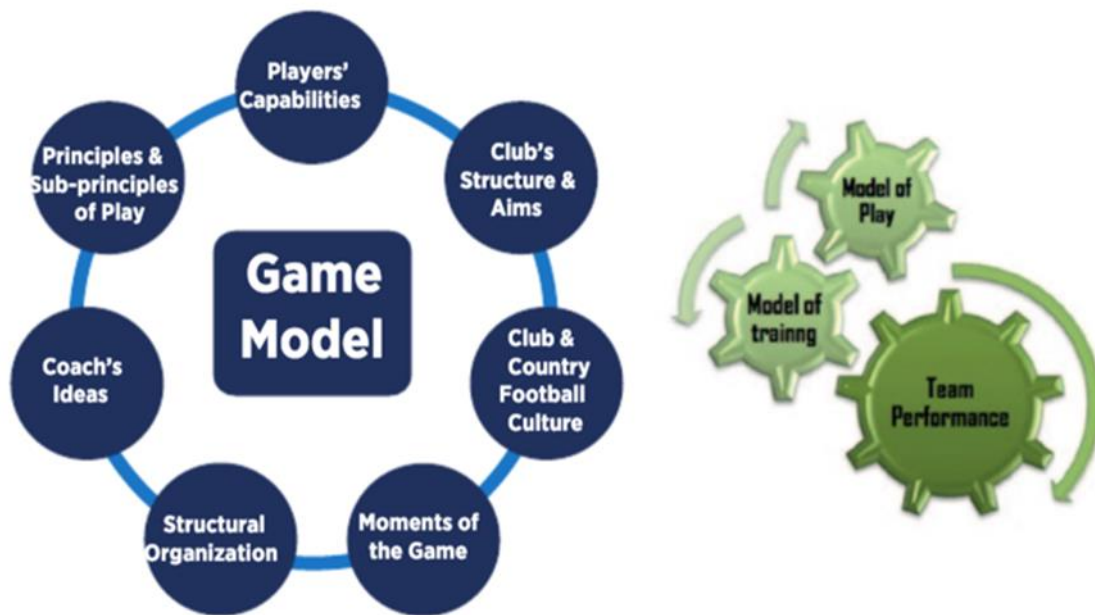 Players'
Capabilities
Club's
Structure &
Aims
Club &
Country
Football
Culture
Moments of
the Game
Structural
Organization
Coach's
Ideas
Principles &
Sub-principles
of Play
Game
Model
Model of
Play
Model of
trainng
Team
Performance